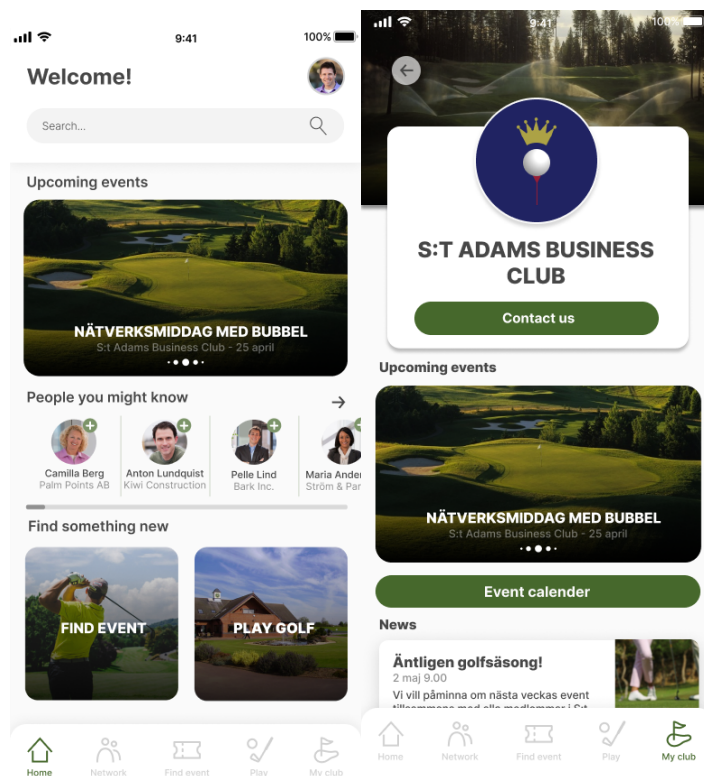 9:41
100%
Welcome!
Search...
Upcoming events
NÄTVERKSMIDDAG MED BUBBEL
S:t Adams Business Club - 25 april
People you might know
Camilla Berg
Palm Points AB
Anton Lundquist
Kiwi Construction
Pelle Lind
Bark Inc.
Maria Ander
Ström & Par
Find something new
FIND EVENT
PLAY GOLF
Home
Network
Find event
Play
My club
9:41
100%
S:T ADAMS BUSINESS
CLUB
Contact us
Upcoming events
NÄTVERKSMIDDAG MED BUBBEL
S:t Adams Business Club - 25 april
Event calender
News
Äntligen golfsäsong!
2 maj 9.00
Vi vill påminna om nästa veckas event
tillsammans med alla medlemmar i S:t
Home
Network
Find event
Play
My club